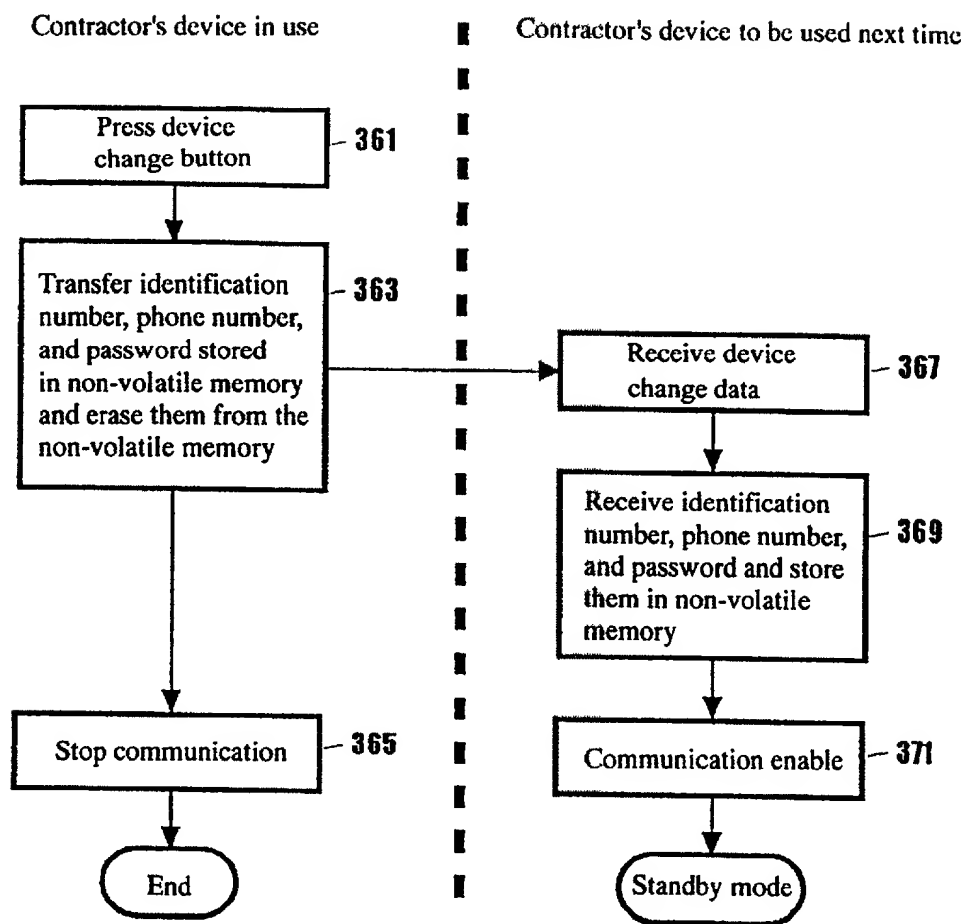 Contractor's device in use
Contractor's device to be used next time
Press device
change button
361
Transfer identification
number, phone number,
and password stored
in non-volatile memory
and erase them from the
non-volatile memory
363
Stop communication
365
End
Receive device
change data
367
Receive identification
number, phone number,
and password and store
them in non-volatile
memory
369
Communication enable
371
Standby mode